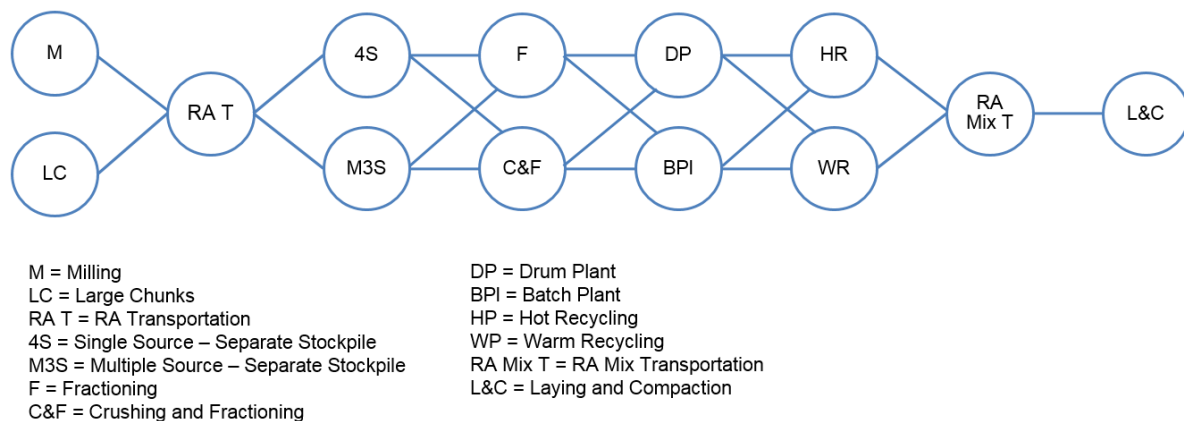 M
4S
F
DP
HR
RA T
RA
Mix T
L&C
LC
M3S
C&F
BPI
WR
M = Milling
LC = Large Chunks
RA T = RA Transportation
4S = Single Source – Separate Stockpile
M3S = Multiple Source – Separate Stockpile
F = Fractioning
C&F = Crushing and Fractioning
DP = Drum Plant
BPI = Batch Plant
HP = Hot Recycling
WP = Warm Recycling
RA Mix T = RA Mix Transportation
L&C = Laying and Compaction